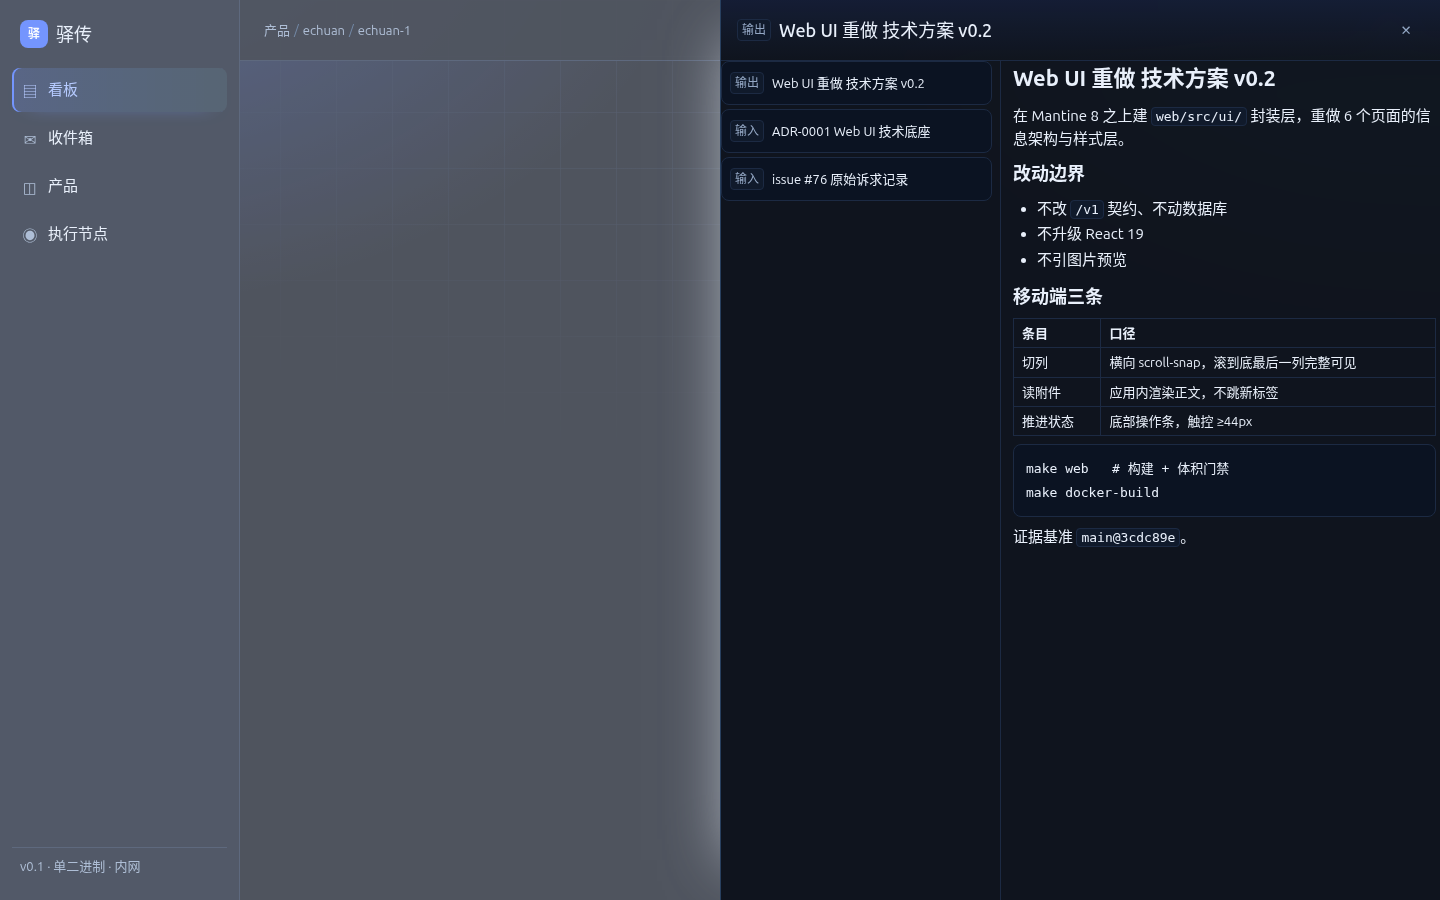 驿 驿传
看板
收件箱
产品
执行节点
v0.1 · 单二进制 · 内网
产品 / echuan / echuan-1
输出 Web UI 重做 技术方案 v0.2 ×
输出 Web UI 重做 技术方案 v0.2
输入 ADR-0001 Web UI 技术底座
输入 issue #76 原始诉求记录
Web UI 重做 技术方案 v0.2
在 Mantine 8 之上建 web/src/ui/ 封装层，重做 6 个页面的信
息架构与样式层。
改动边界
• 不改 /v1 契约、不动数据库
• 不升级 React 19
• 不引图片预览
移动端三条
条目 口径
切列 横向 scroll-snap，滚到底最后一列完整可见
读附件 应用内渲染正文，不跳新标签
推进状态 底部操作条，触控 ≥44px
make web # 构建 + 体积门禁
make docker-build
证据基准 main@3cdc89e。